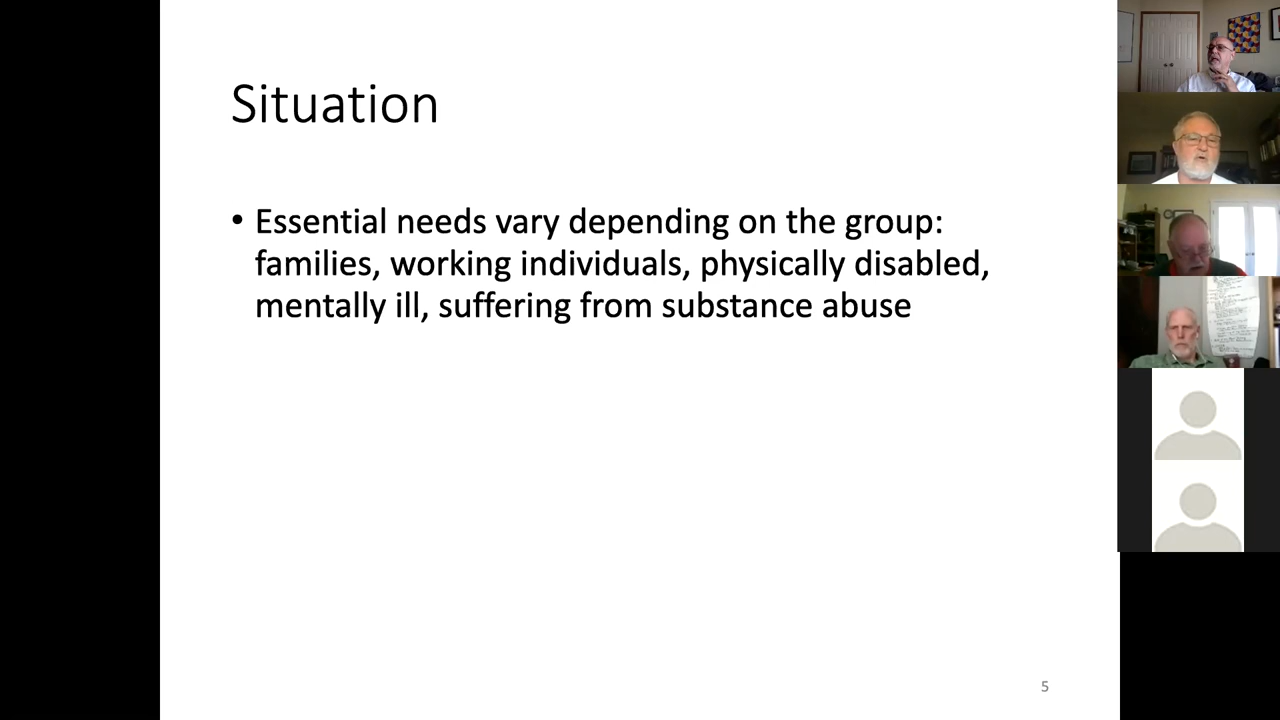 Situation
• Essential needs vary depending on the group:
families, working individuals, physically disabled,
mentally ill, suffering from substance abuse
5